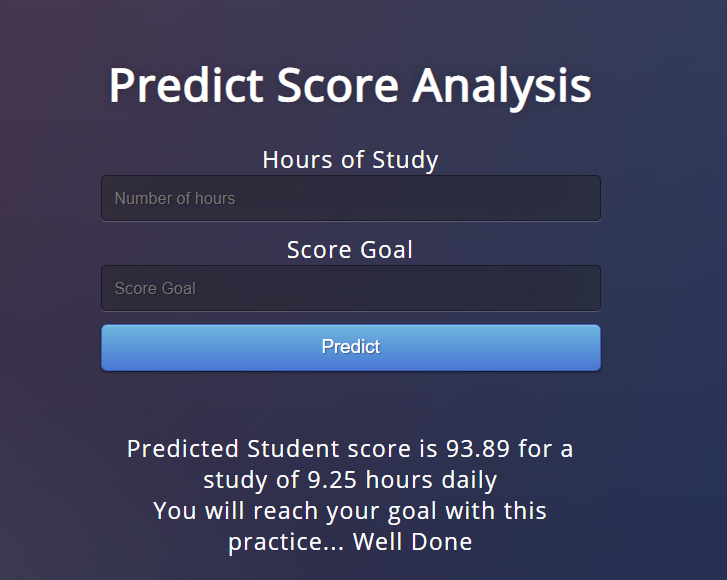 Predict Score Analysis
Hours of Study
Number of hours
Score Goal
Score Goal
Predict
Predicted Student score is 93.89 for a
study of 9.25 hours daily
You will reach your goal with this
practice... Well Done